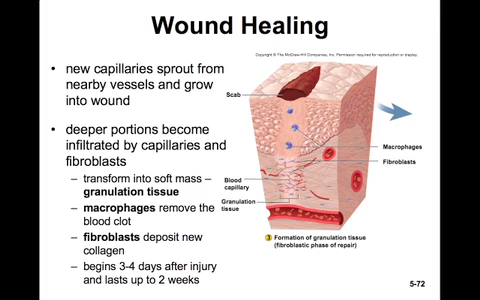 Wound Healing
Copyright © The McGraw-Hill Companies, Inc. Permission required for reproduction or display.
• new capillaries sprout from
nearby vessels and grow
into wound
• deeper portions become
infiltrated by capillaries and
fibroblasts
– transform into soft mass –
granulation tissue
– macrophages remove the
blood clot
– fibroblasts deposit new
collagen
– begins 3-4 days after injury
and lasts up to 2 weeks
Scab
Macrophages
Fibroblasts
Blood
capillary
Granulation
tissue
3 Formation of granulation tissue
(fibroblastic phase of repair)
5-72